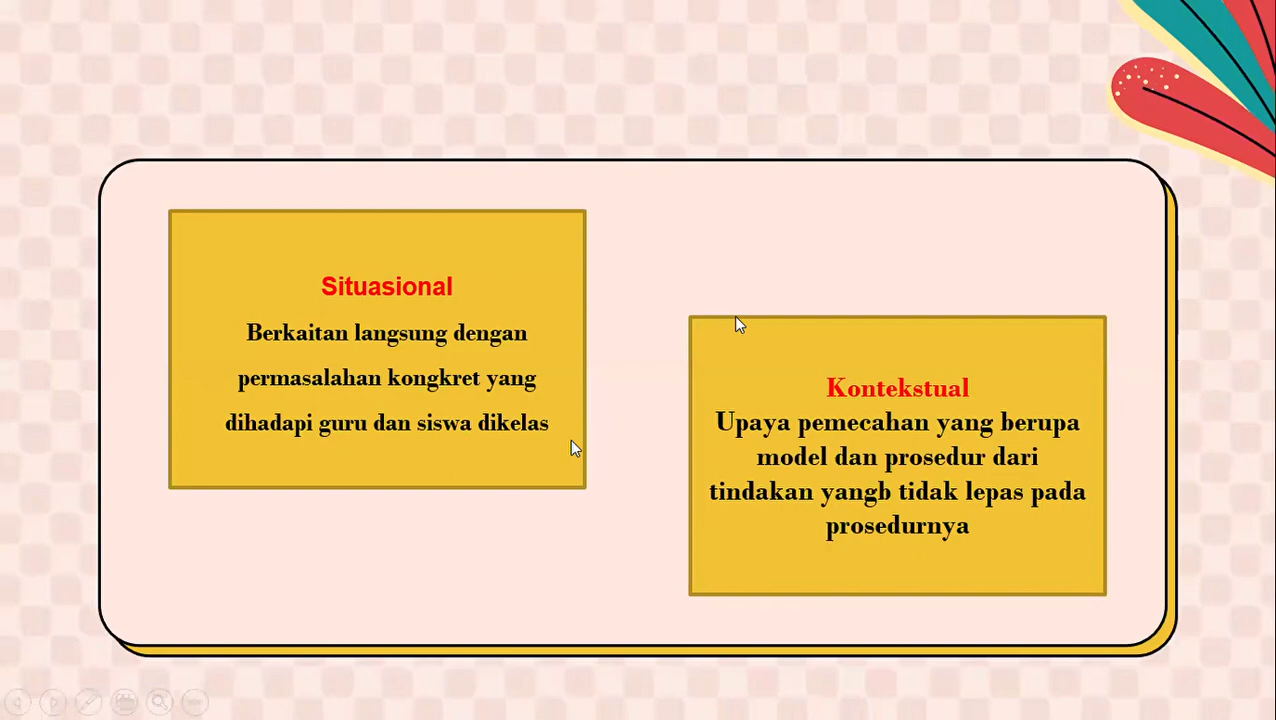 Situasional
Berkaitan langsung dengan
permasalahan kongkret yang
dihadapi guru dan siswa dikelas
Kontekstual
Upaya pemecahan yang berupa
model dan prosedur dari
tindakan yangb tidak lepas pada
prosedurnya